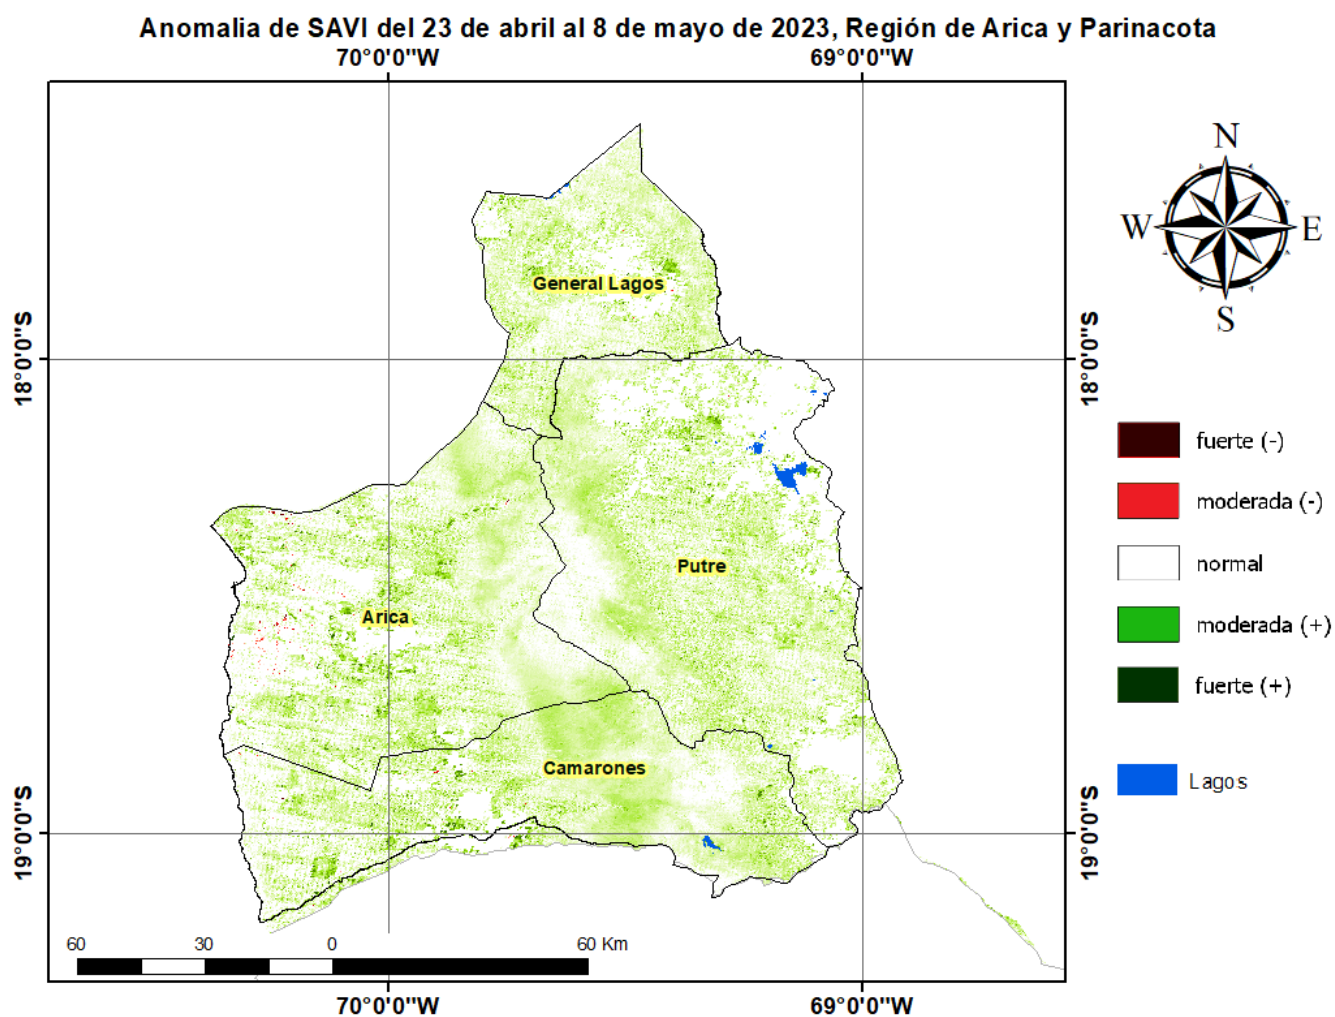 Anomalia de SAVI del 23 de abril al 8 de mayo de 2023, Región de Arica y Parinacota
70°0'0"W
69°0'0"W
N
W
E
S
General Lagos
18°0'0"S
18°0'0"S
fuerte (-)
moderada (-)
normal
Putre
Arica
moderada (+)
fuerte (+)
Camarones
Lagos
19°0'0"S
19°0'0"S
60 30 0 60 Km
70°0'0"W
69°0'0"W